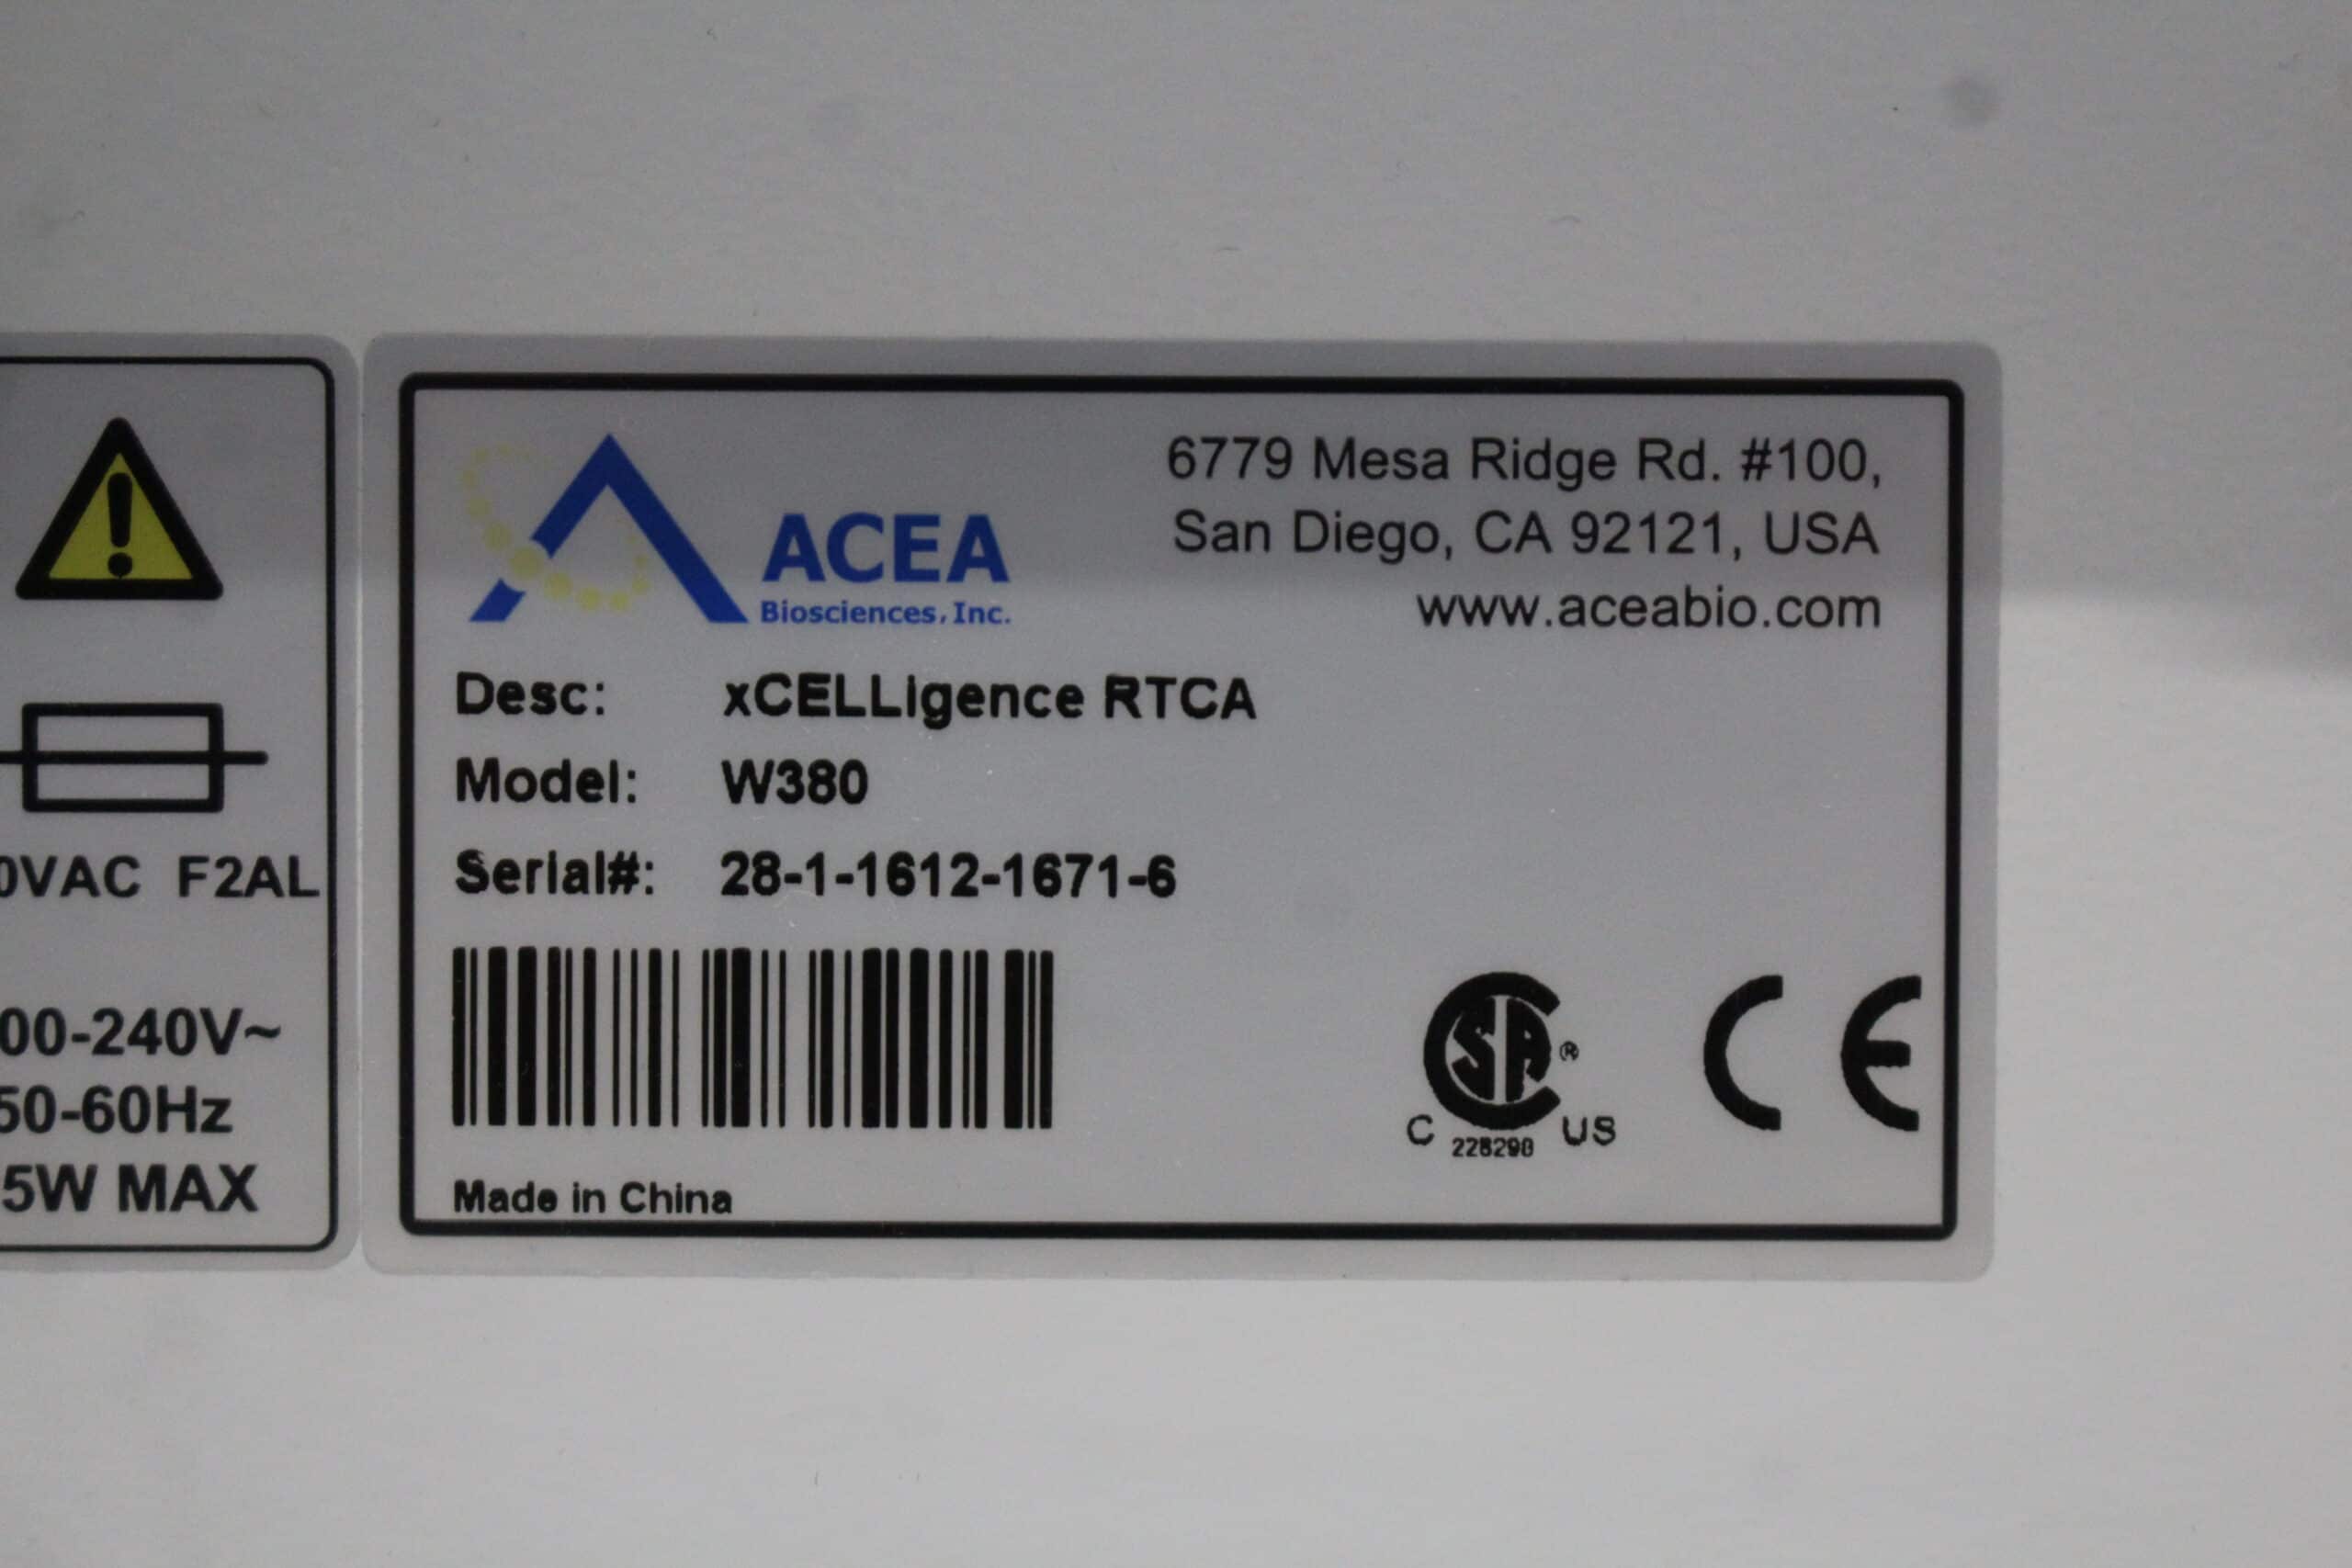 0VAC F2AL
00-240V~
50-60Hz
5W MAX
ACEA
Biosciences, Inc.
6779 Mesa Ridge Rd. #100,
San Diego, CA 92121, USA
www.aceabio.com
Desc: xCELLigence RTCA
Model: W380
Serial#: 28-1-1612-1671-6
SA ®
C US
CE
Made in China